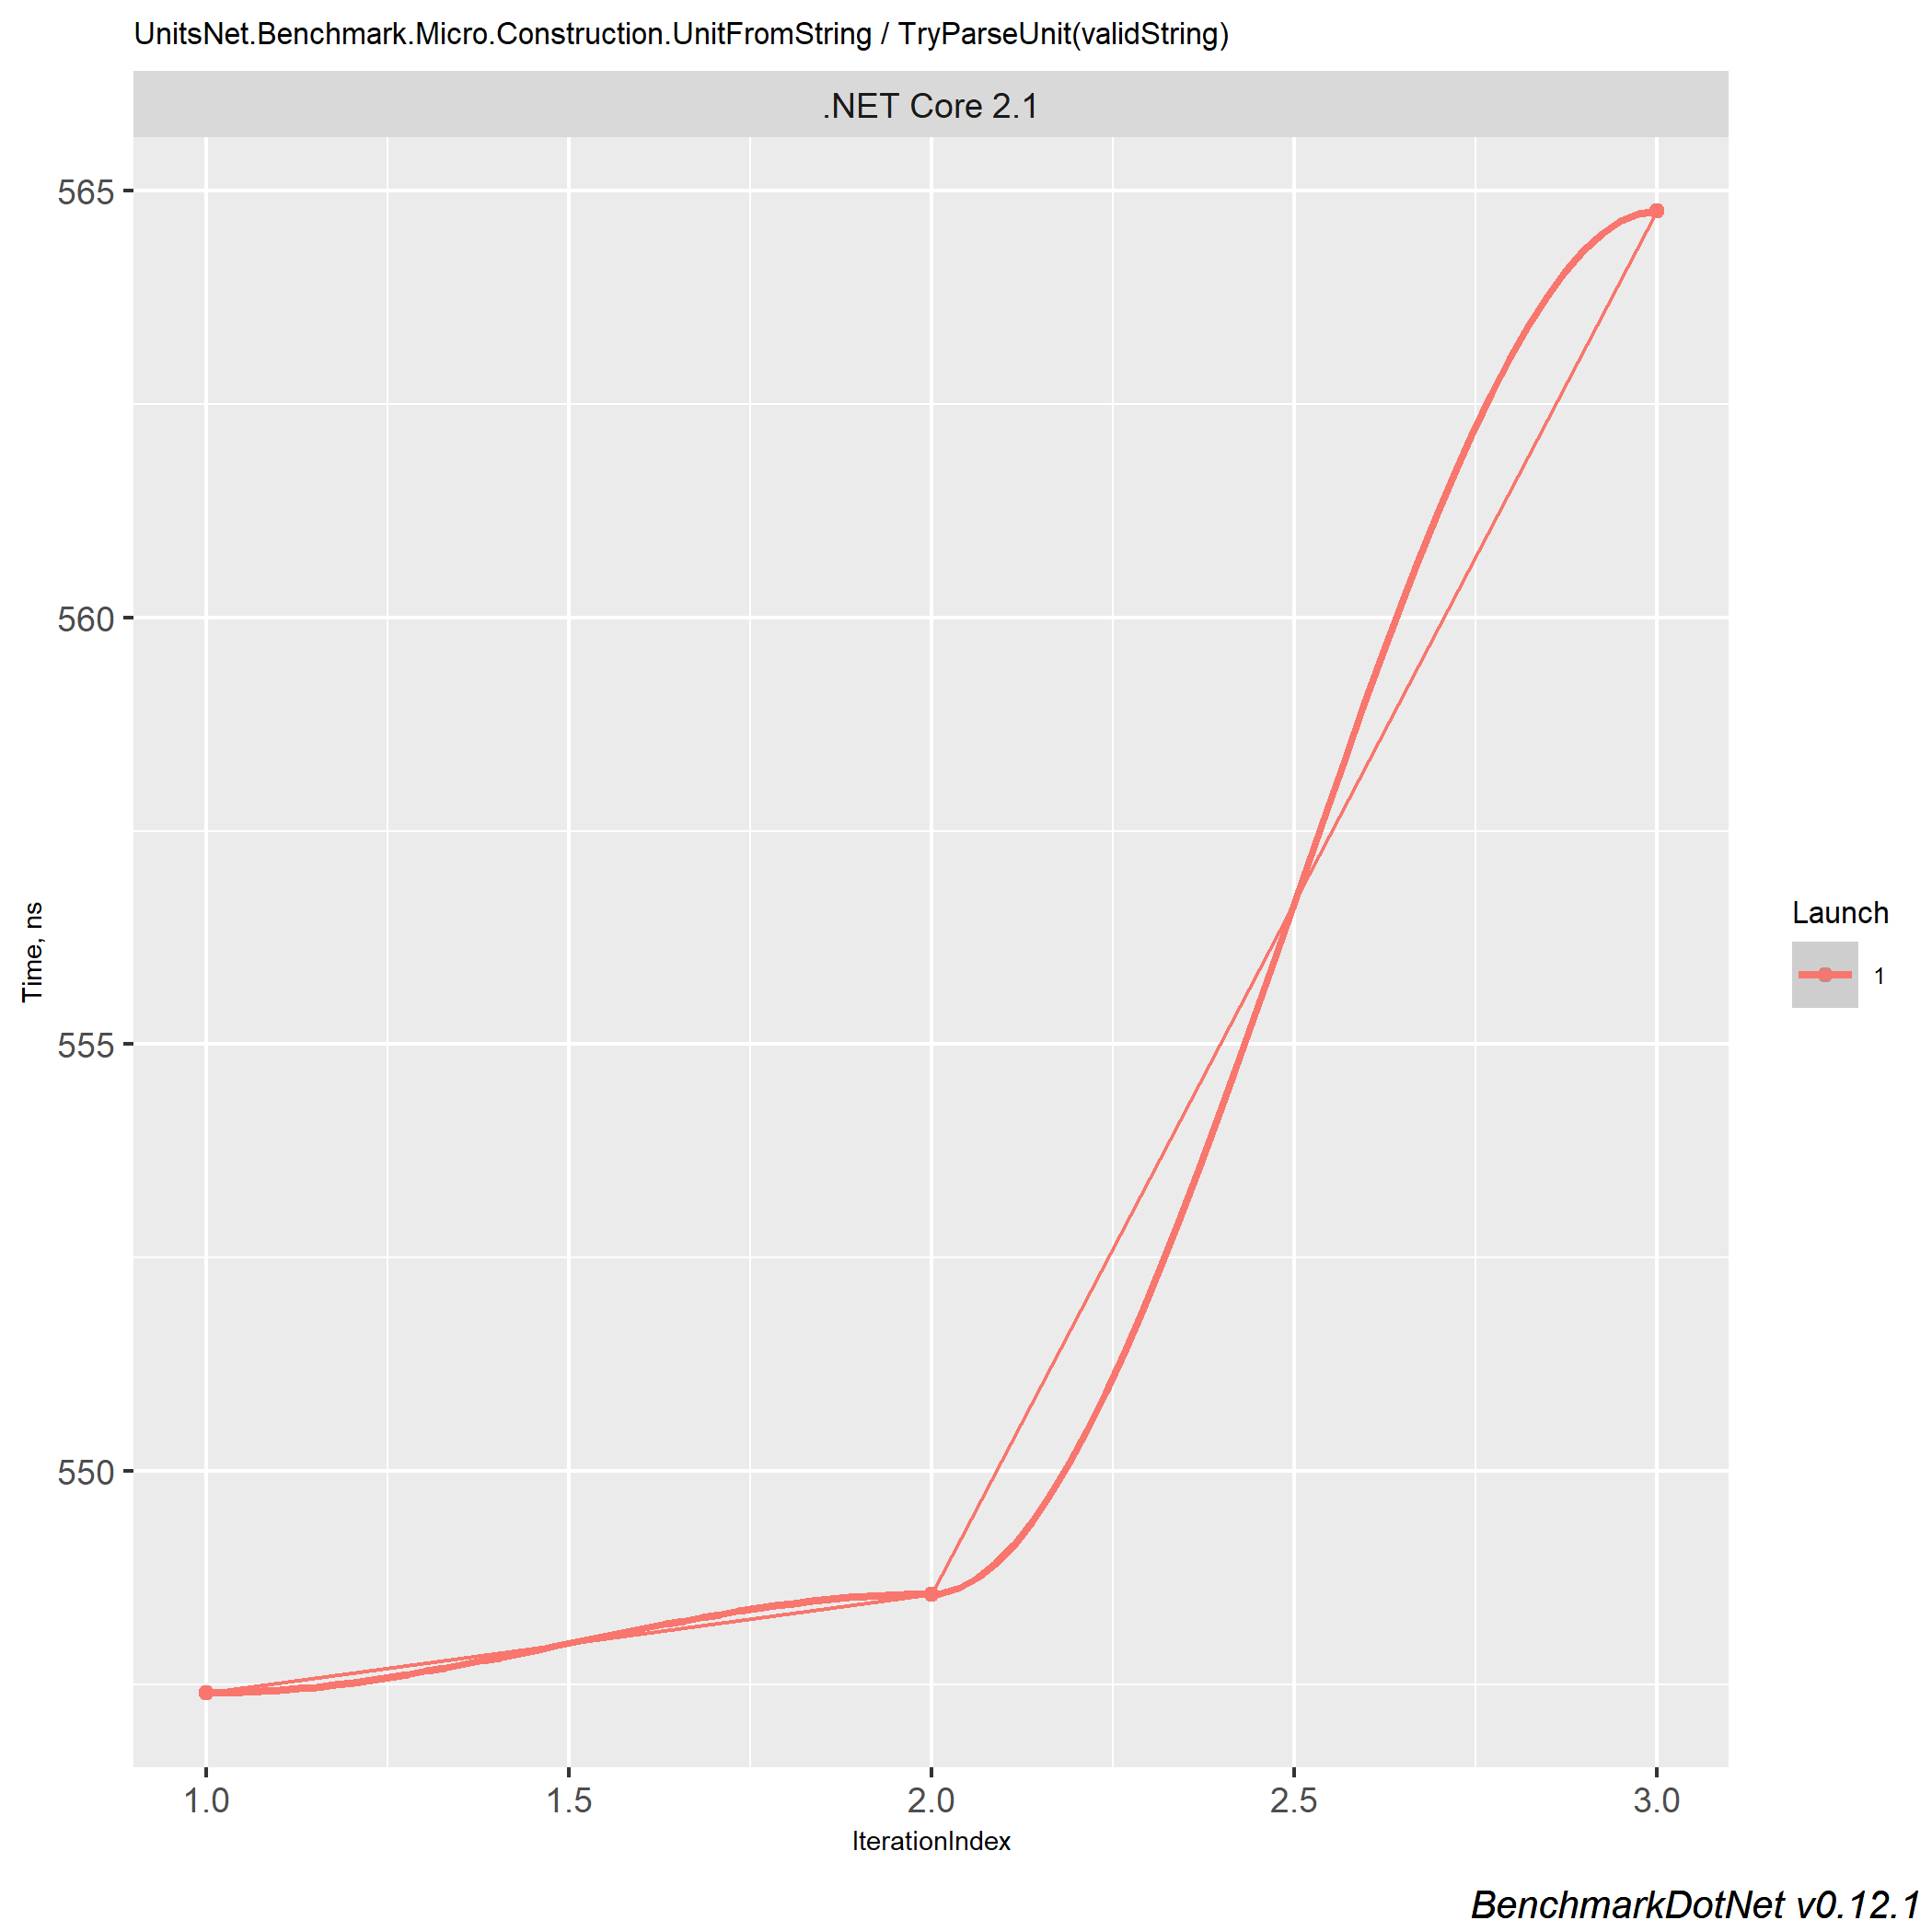 UnitsNet.Benchmark.Micro.Construction.UnitFromString / TryParseUnit(validString)
.NET Core 2.1
565
560
555
550
Time, ns
1.0 1.5 2.0 2.5 3.0
IterationIndex
Launch
1
BenchmarkDotNet v0.12.1